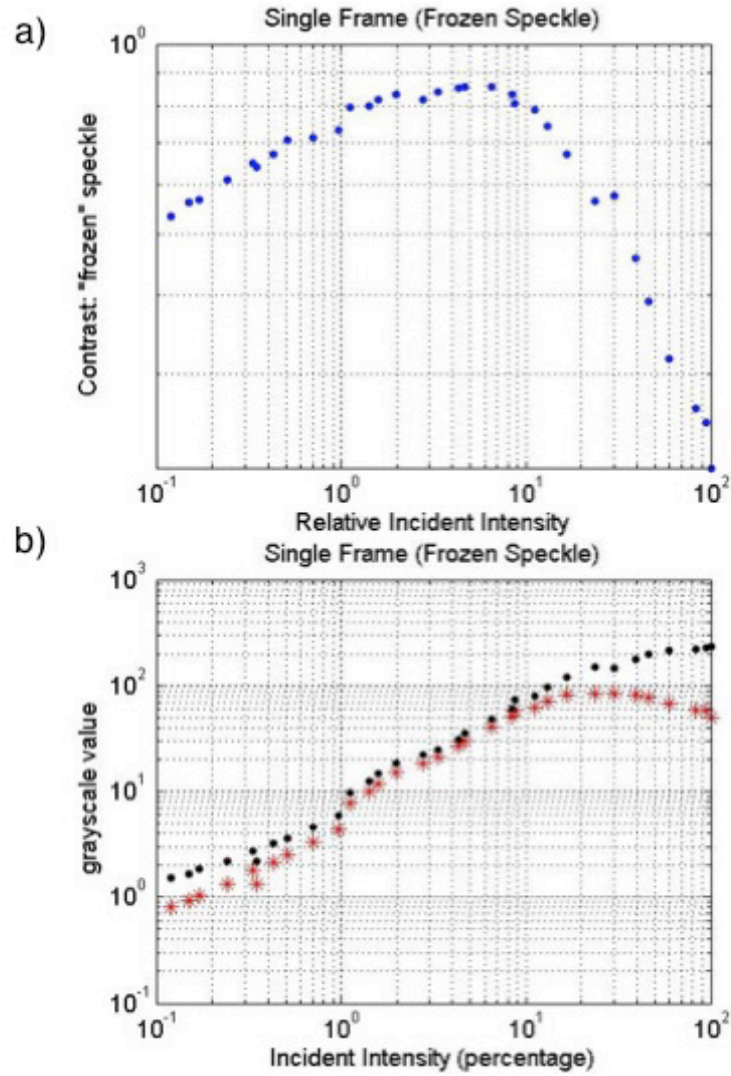 a)
Single Frame (Frozen Speckle)
10^0
Contrast: "frozen" speckle
10^-1 10^0 10^1 10^2
Relative Incident Intensity
b)
Single Frame (Frozen Speckle)
10^3
10^2
10^1
10^0
10^-1
grayscale value
10^-1 10^0 10^1 10^2
Incident Intensity (percentage)